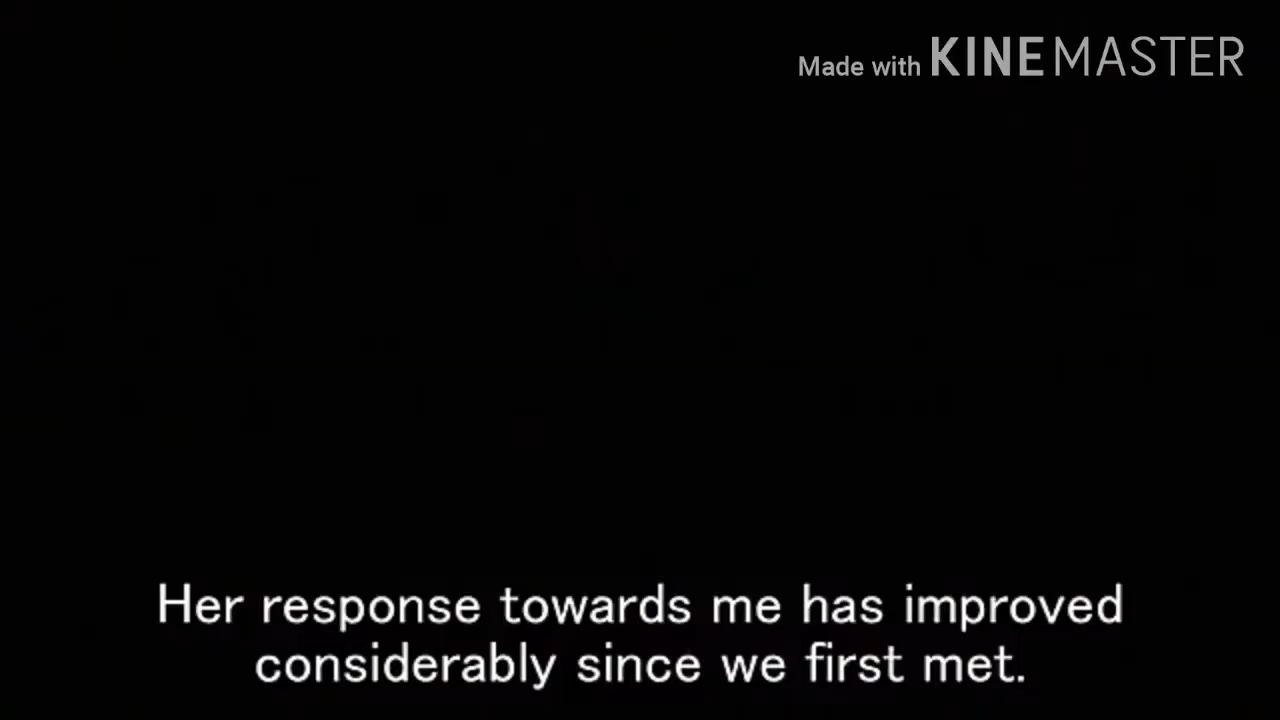 Made with KINEMASTER
Her response towards me has improved
considerably since we first met.